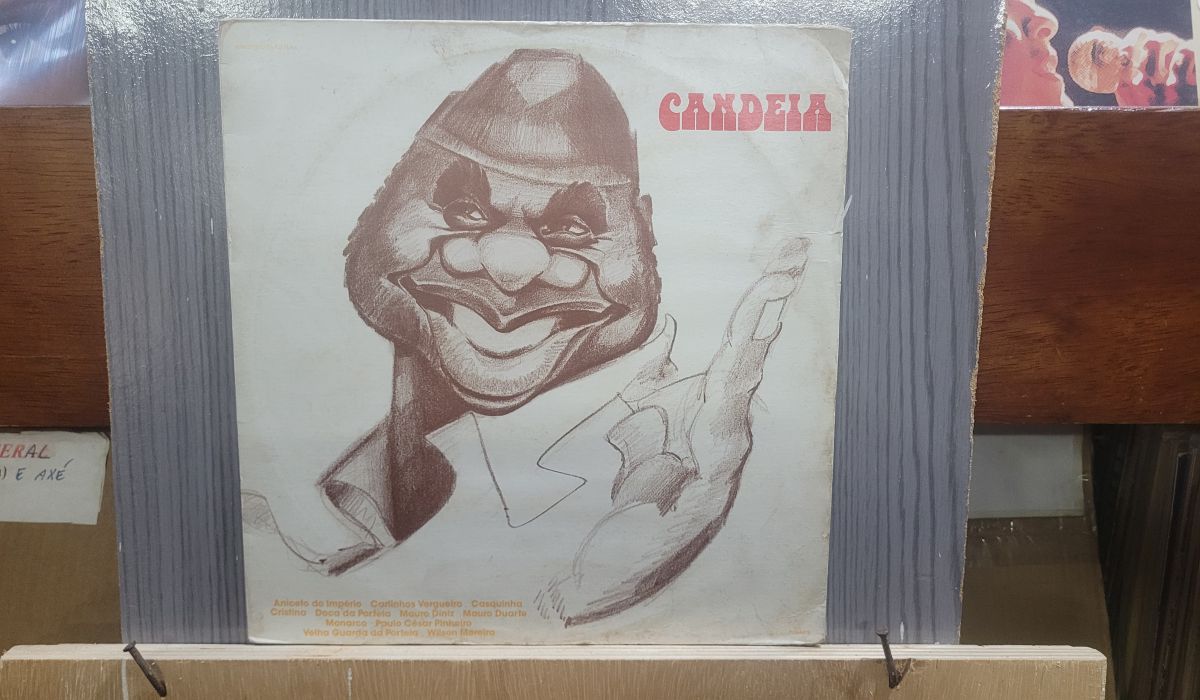 CANDEIA
ERAL
) E AXÉ
Aniceto do Império Carlinhos Vergueiro Casquinha
Cristina Doca da Portela Mauro Diniz Mauro Duarte
Monarco Paulo César Pinheiro
Velha Guarda da Portela Wilson Moreira